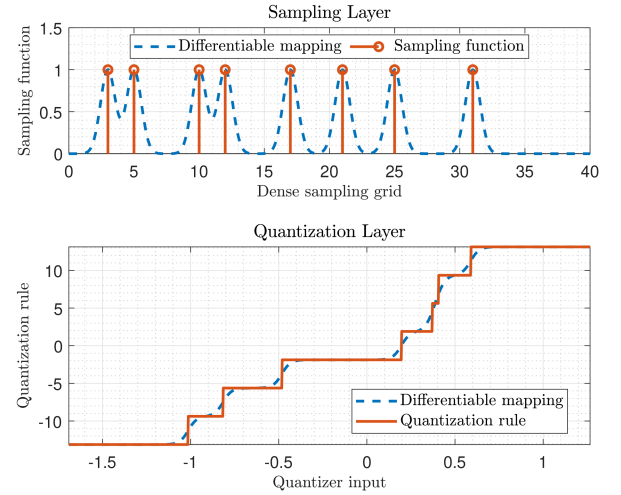 Sampling Layer
1.5
Differentiable mapping Sampling function
1
0.5
0
Sampling function
0 5 10 15 20 25 30 35 40
Dense sampling grid
Quantization Layer
10
5
0
-5
-10
Quantization rule
Differentiable mapping
Quantization rule
-1.5 -1 -0.5 0 0.5 1
Quantizer input